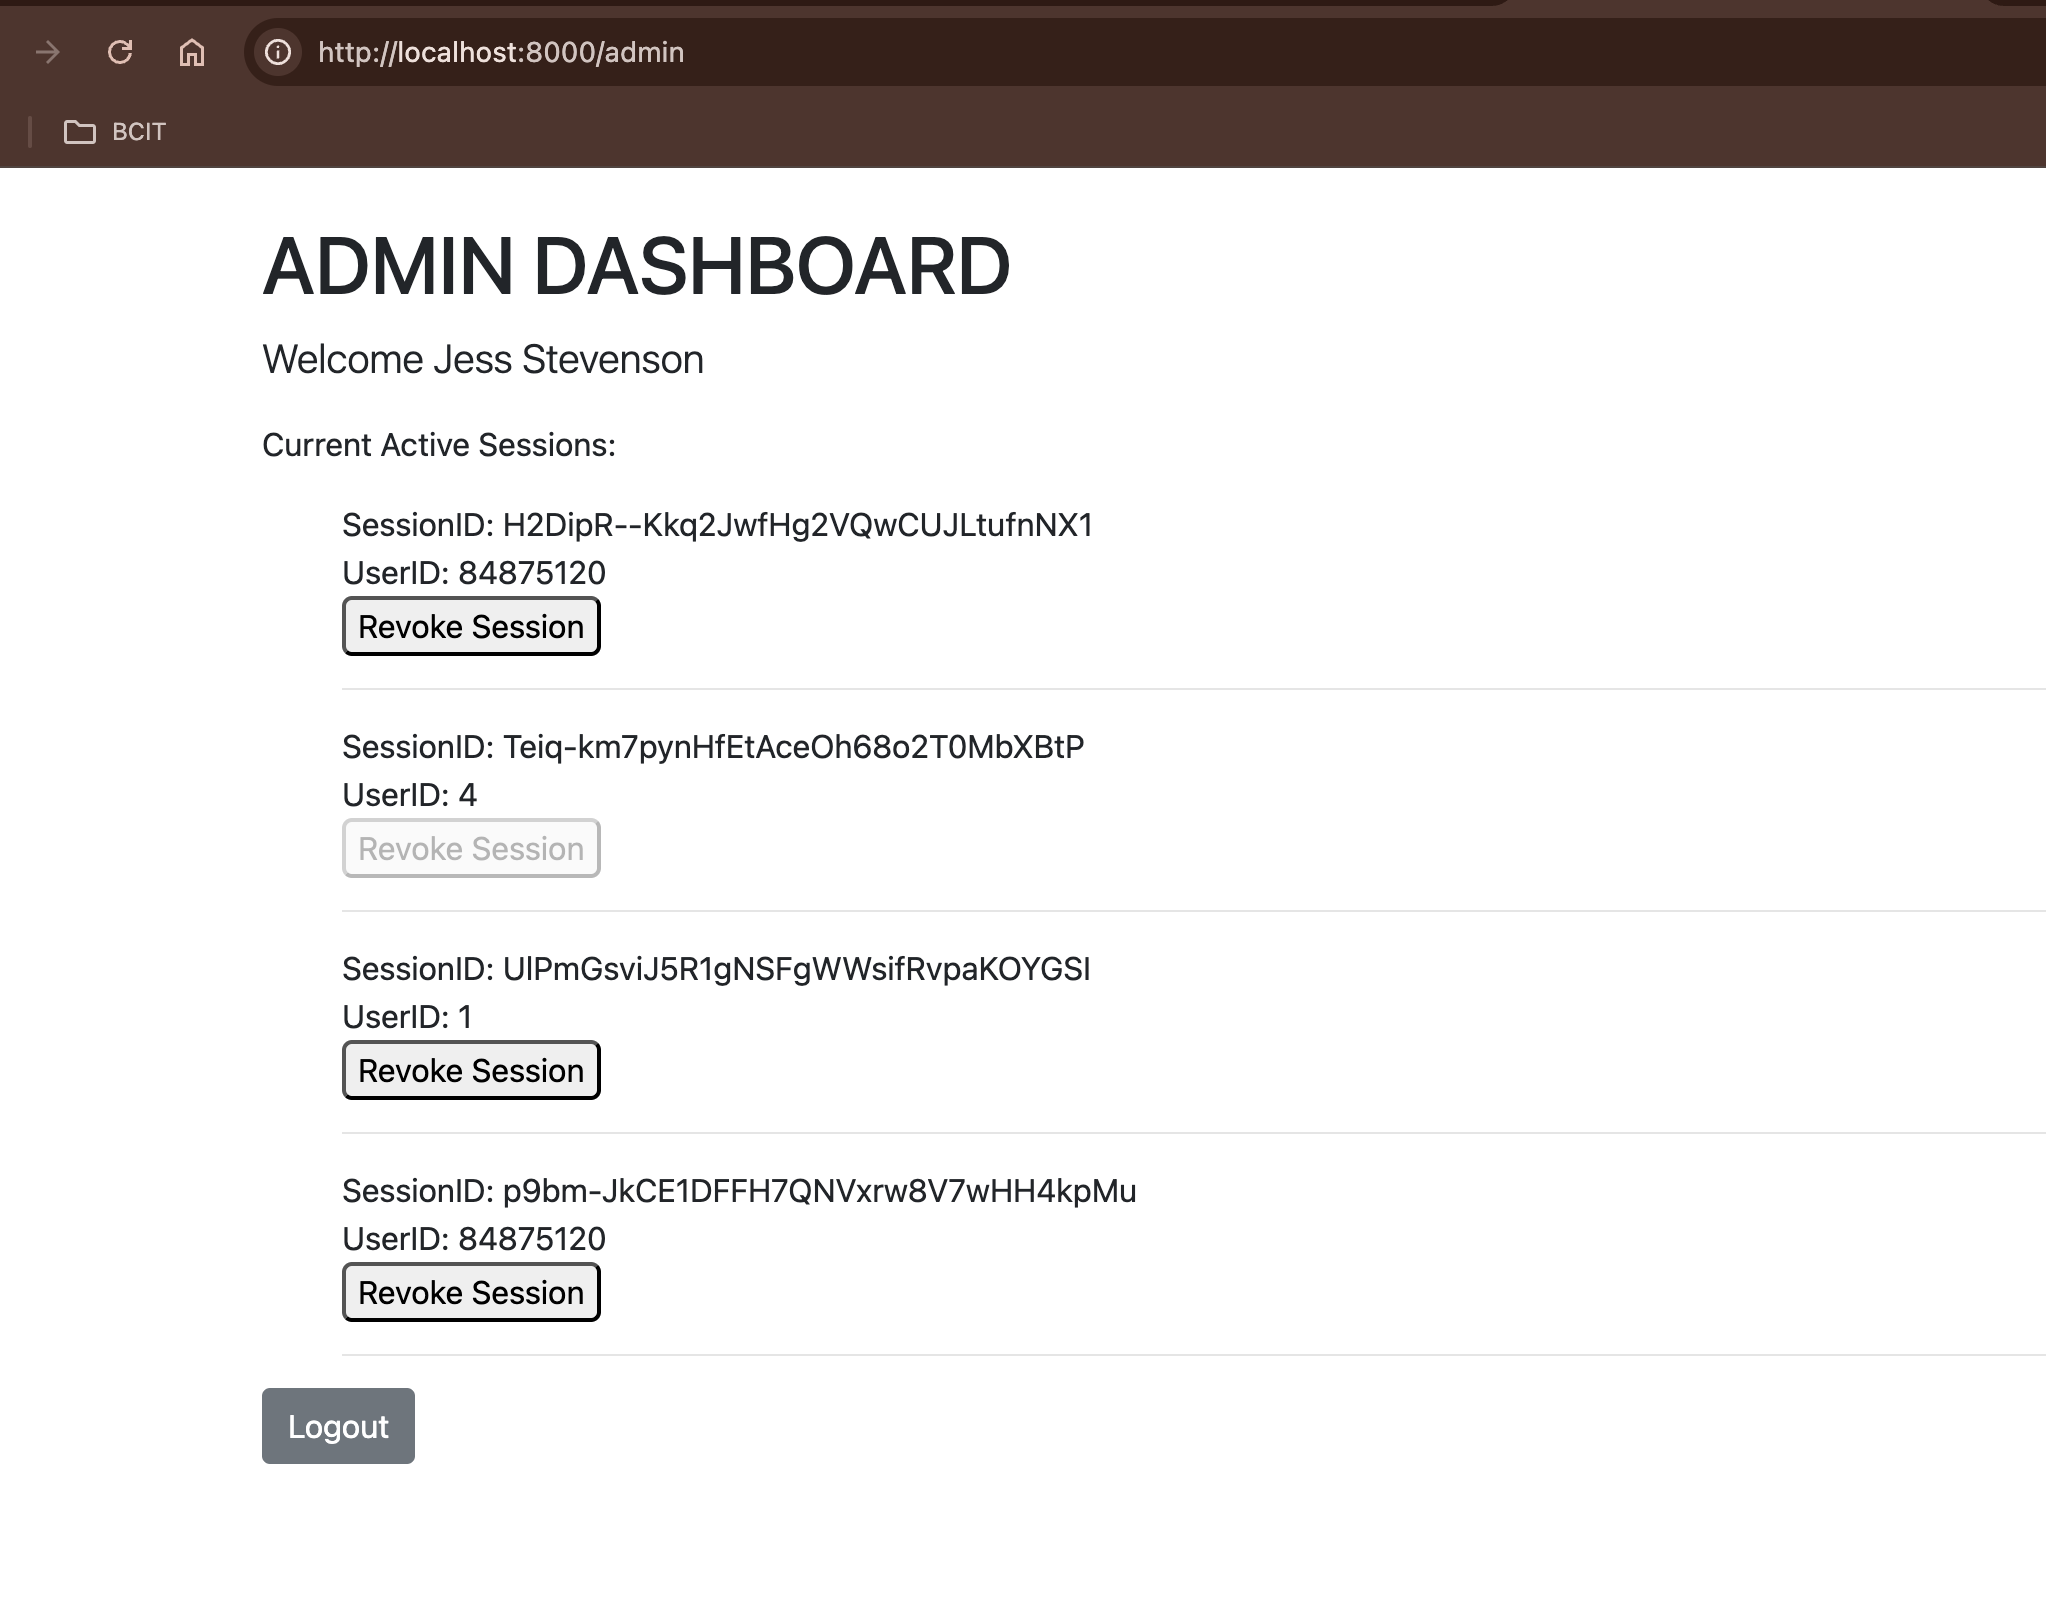 http://localhost:8000/admin
BCIT
ADMIN DASHBOARD
Welcome Jess Stevenson
Current Active Sessions:
SessionID: H2DipR--Kkq2JwfHg2VQwCUJLtufnNX1
UserID: 84875120
Revoke Session
SessionID: Teiq-km7pynHfEtAceOh68o2T0MbXBtP
UserID: 4
Revoke Session
SessionID: UlPmGsviJ5R1gNSFgWWsifRvpaKOYGSI
UserID: 1
Revoke Session
SessionID: p9bm-JkCE1DFFH7QNVxrw8V7wHH4kpMu
UserID: 84875120
Revoke Session
Logout